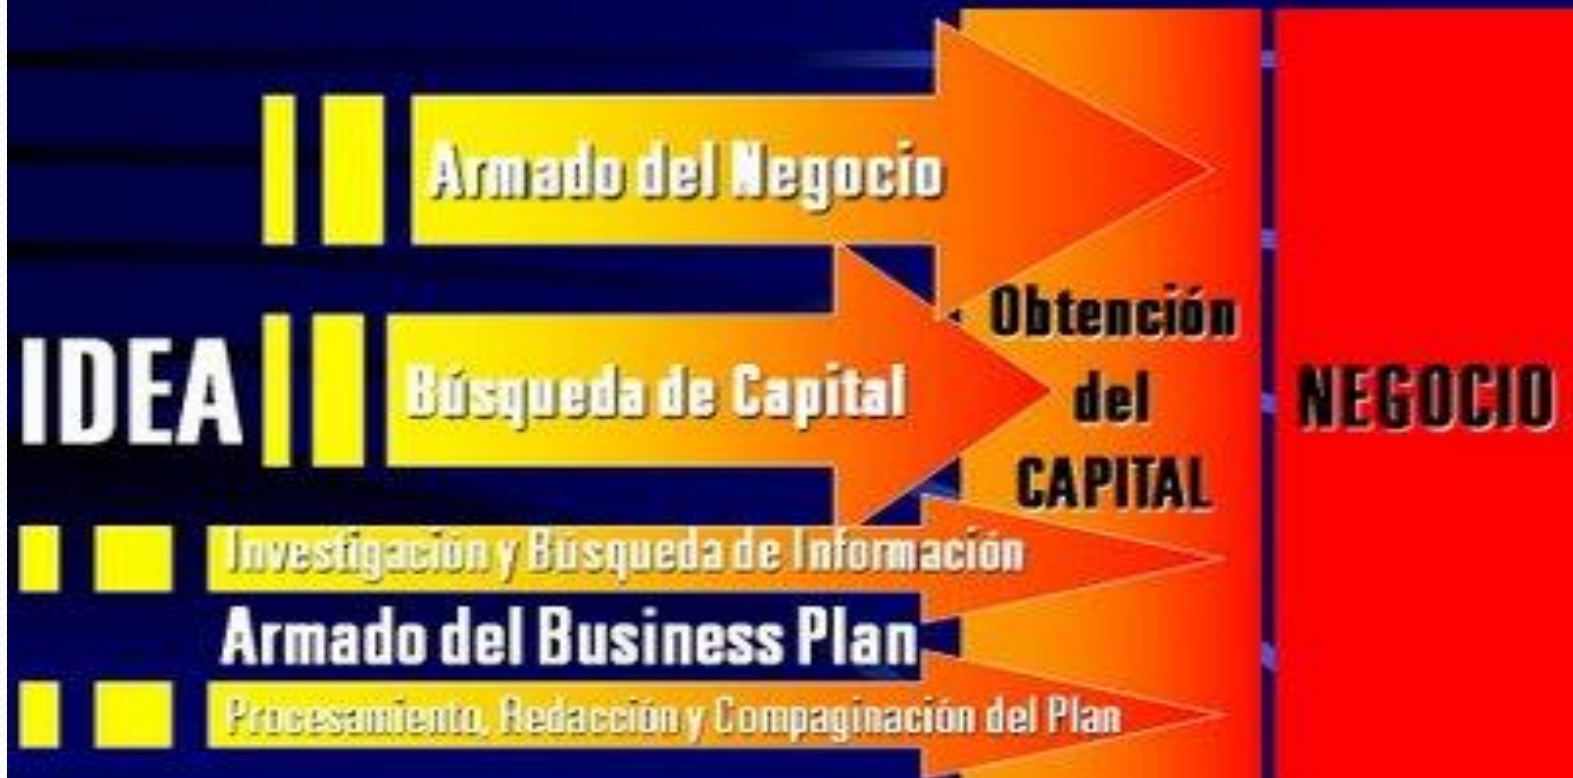 Armado del Negocio
IDEA
Búsqueda de Capital
Obtención
del
CAPITAL
NEGOCIO
Investigación y Búsqueda de Información
Armado del Business Plan
Procesamiento, Redacción y Compaginación del Plan